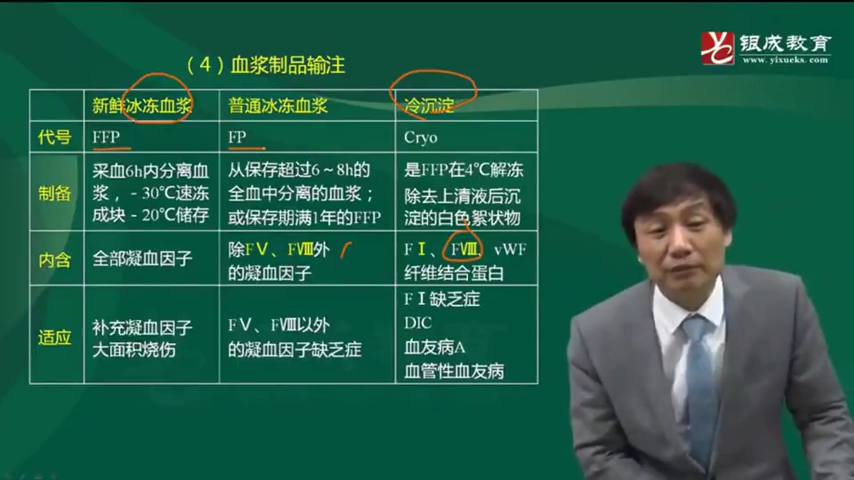 (4)血浆制品输注
银成教育
www.yixueks.com
新鲜冰冻血浆 普通冰冻血浆 冷沉淀
代号 FFP FP Cryo
制备
采血6h内分离血
浆，-30℃速冻
成块-20℃储存
从保存超过6～8h的
全血中分离的血浆；
或保存期满1年的FFP
是FFP在4℃解冻
除去上清液后沉
淀的白色絮状物
内含
全部凝血因子
除FⅤ、FⅧ外
的凝血因子
FⅠ、FⅧ、vWF
纤维结合蛋白
适应
补充凝血因子
大面积烧伤
FⅤ、FⅧ以外
的凝血因子缺乏症
FⅠ缺乏症
DIC
血友病A
血管性血友病